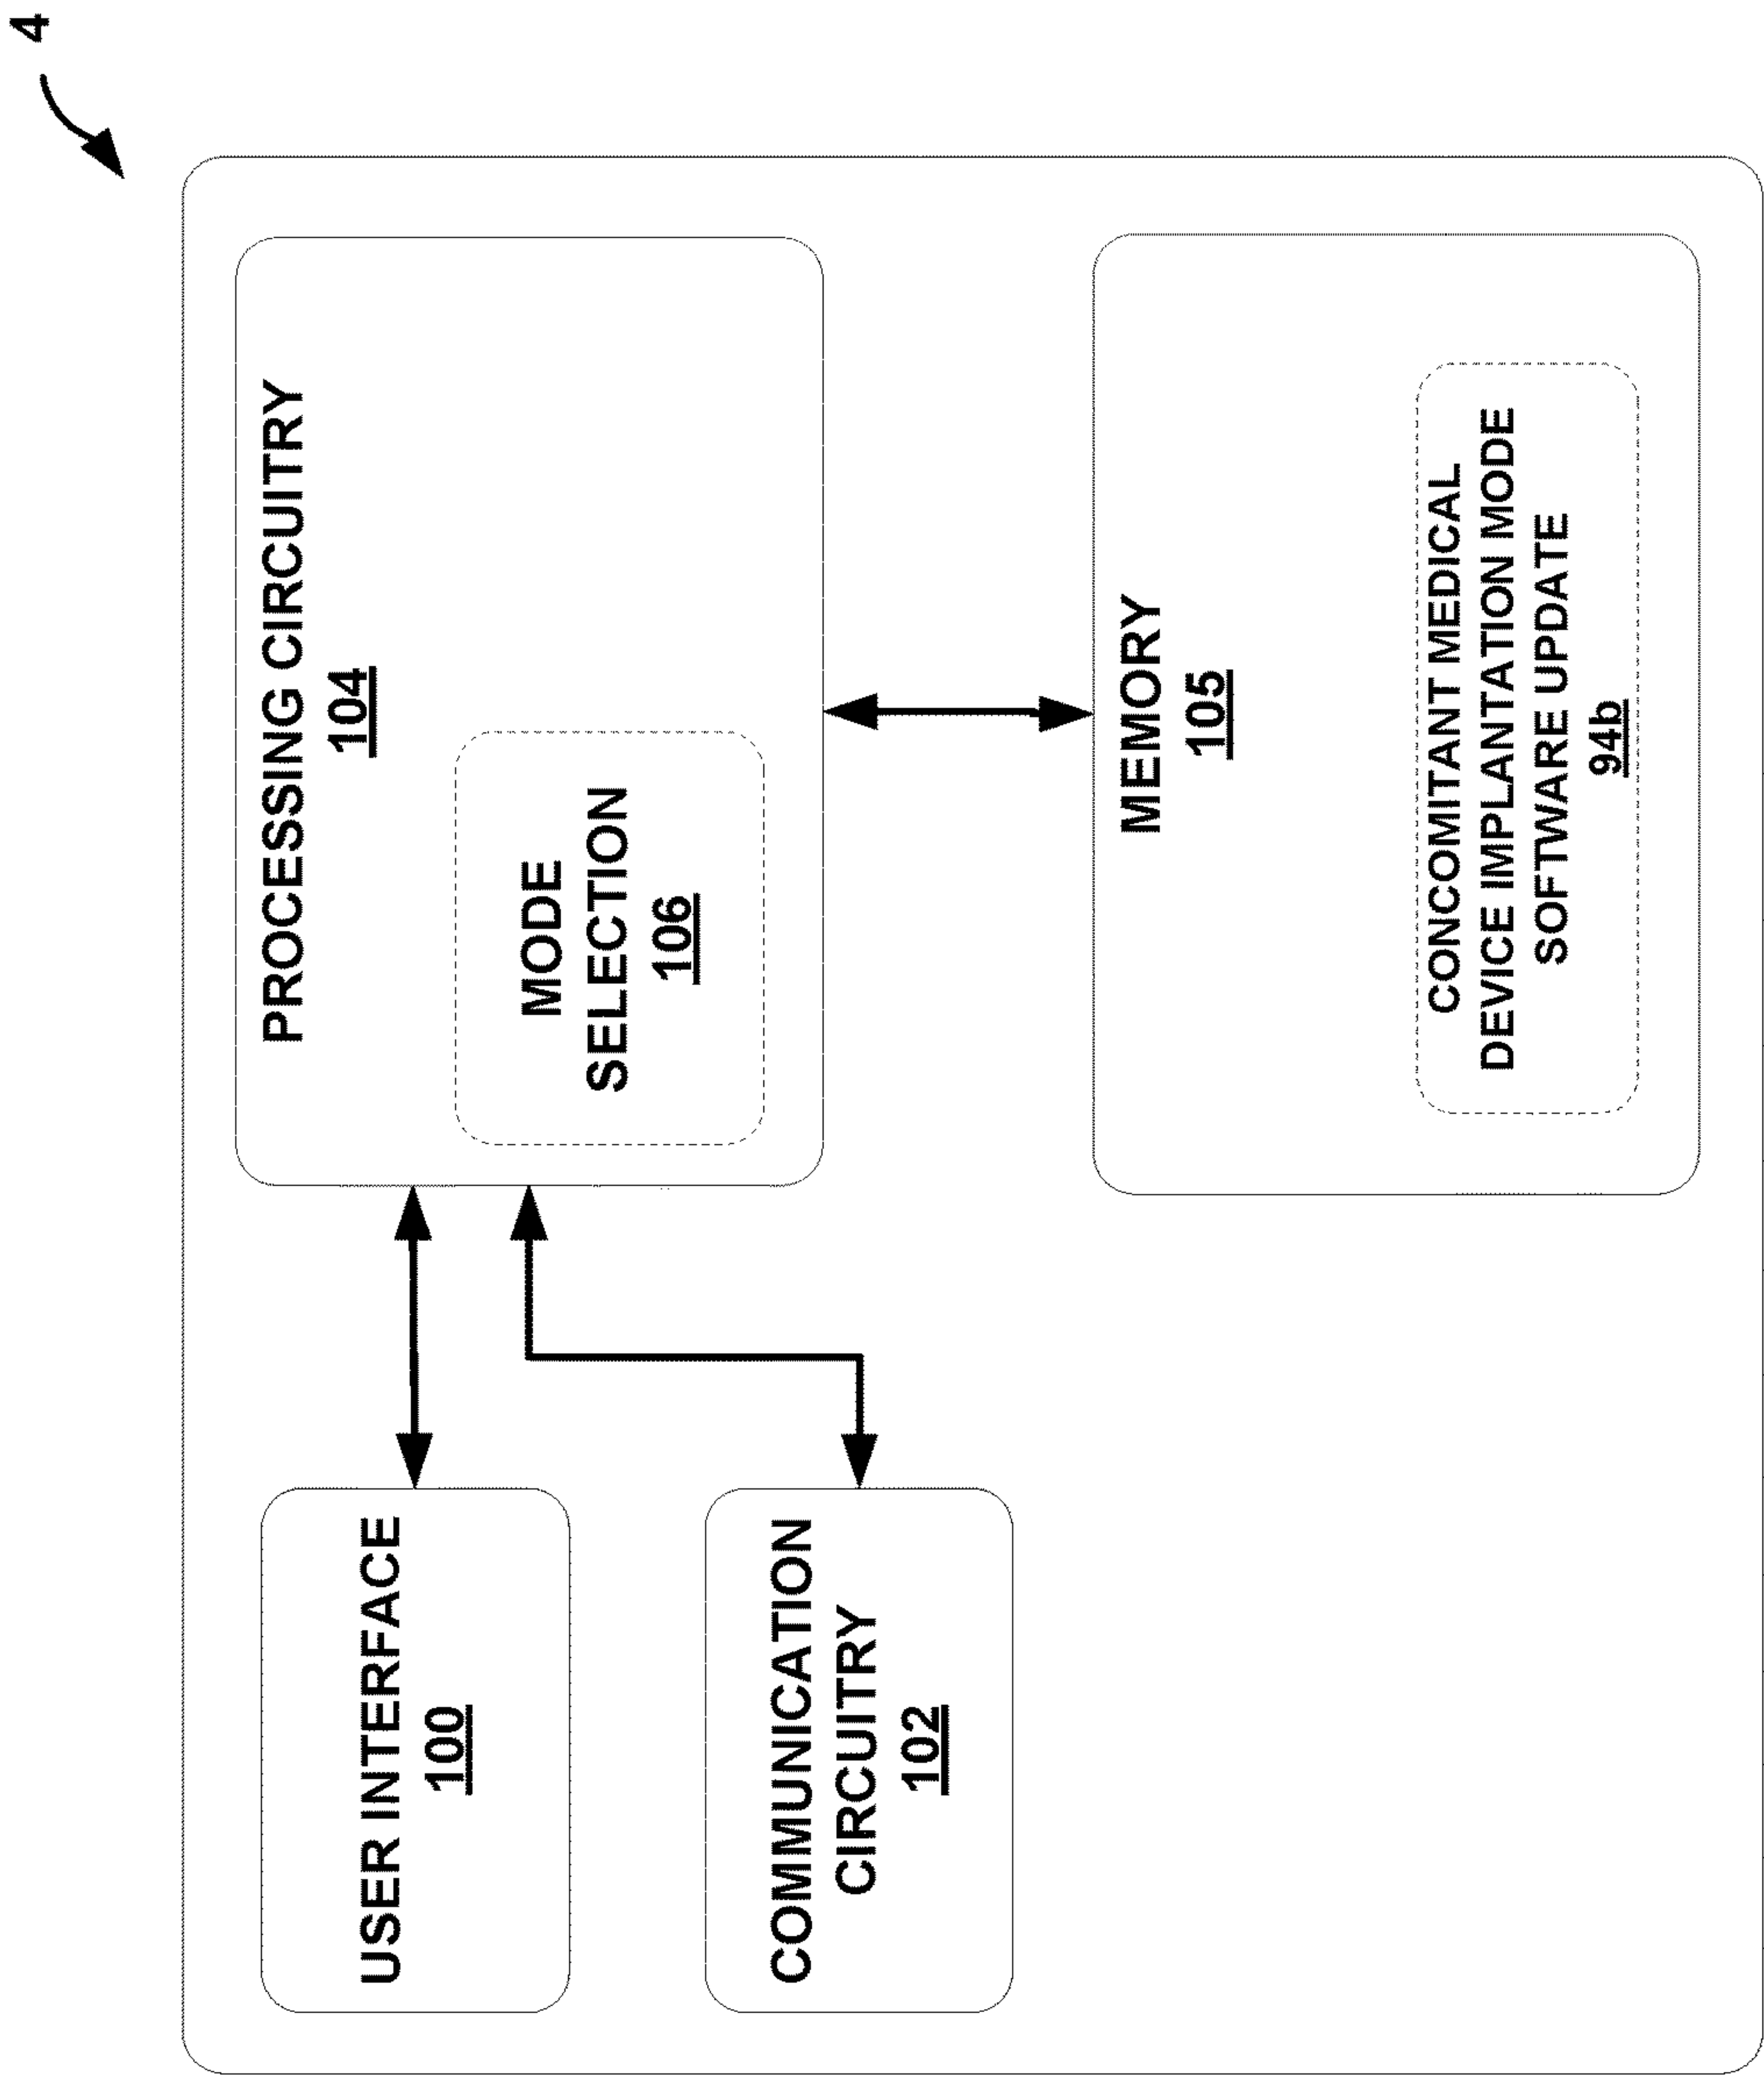 4
USER INTERFACE
100
COMMUNICATION
CIRCUITRY
102
PROCESSING CIRCUITRY
104
MODE
SELECTION
106
MEMORY
105
CONCOMITANT MEDICAL
DEVICE IMPLANTATION MODE
SOFTWARE UPDATE
94b